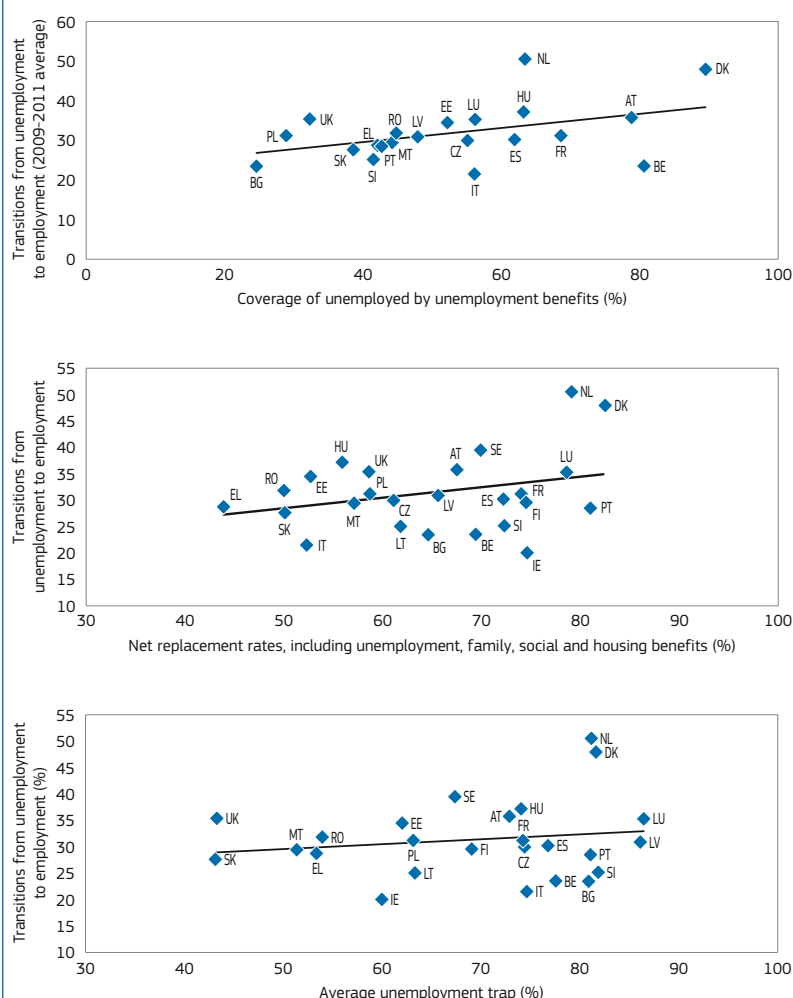 Transitions from unemployment
to employment (2009-2011 average)
60
50
40
30
20
10
0
NL
DK
HU
AT
EE
LU
UK
RO
LV
PL
EL
SK
PT
MT
CZ
ES
FR
SI
BG
IT
BE
0
20
40
60
80
100
Coverage of unemployed by unemployment benefits (%)
Transitions from
unemployment to employment
55
50
45
40
35
30
25
20
15
10
NL
DK
SE
HU
UK
AT
LU
RO
EE
PL
EL
SK
MT
CZ
LV
ES
FR
FI
PT
IT
LT
BG
BE
SI
IE
30
40
50
60
70
80
90
100
Net replacement rates, including unemployment, family, social and housing benefits (%)
Transitions from unemployment
to employment (%)
55
50
45
40
35
30
25
20
15
10
NL
DK
SE
HU
AT
UK
LU
EE
FR
MT
RO
LV
SK
EL
PL
FI
CZ
ES
PT
LT
SI
IE
IT
BE
BG
30
40
50
60
70
80
90
100
Average unemployment trap (%)